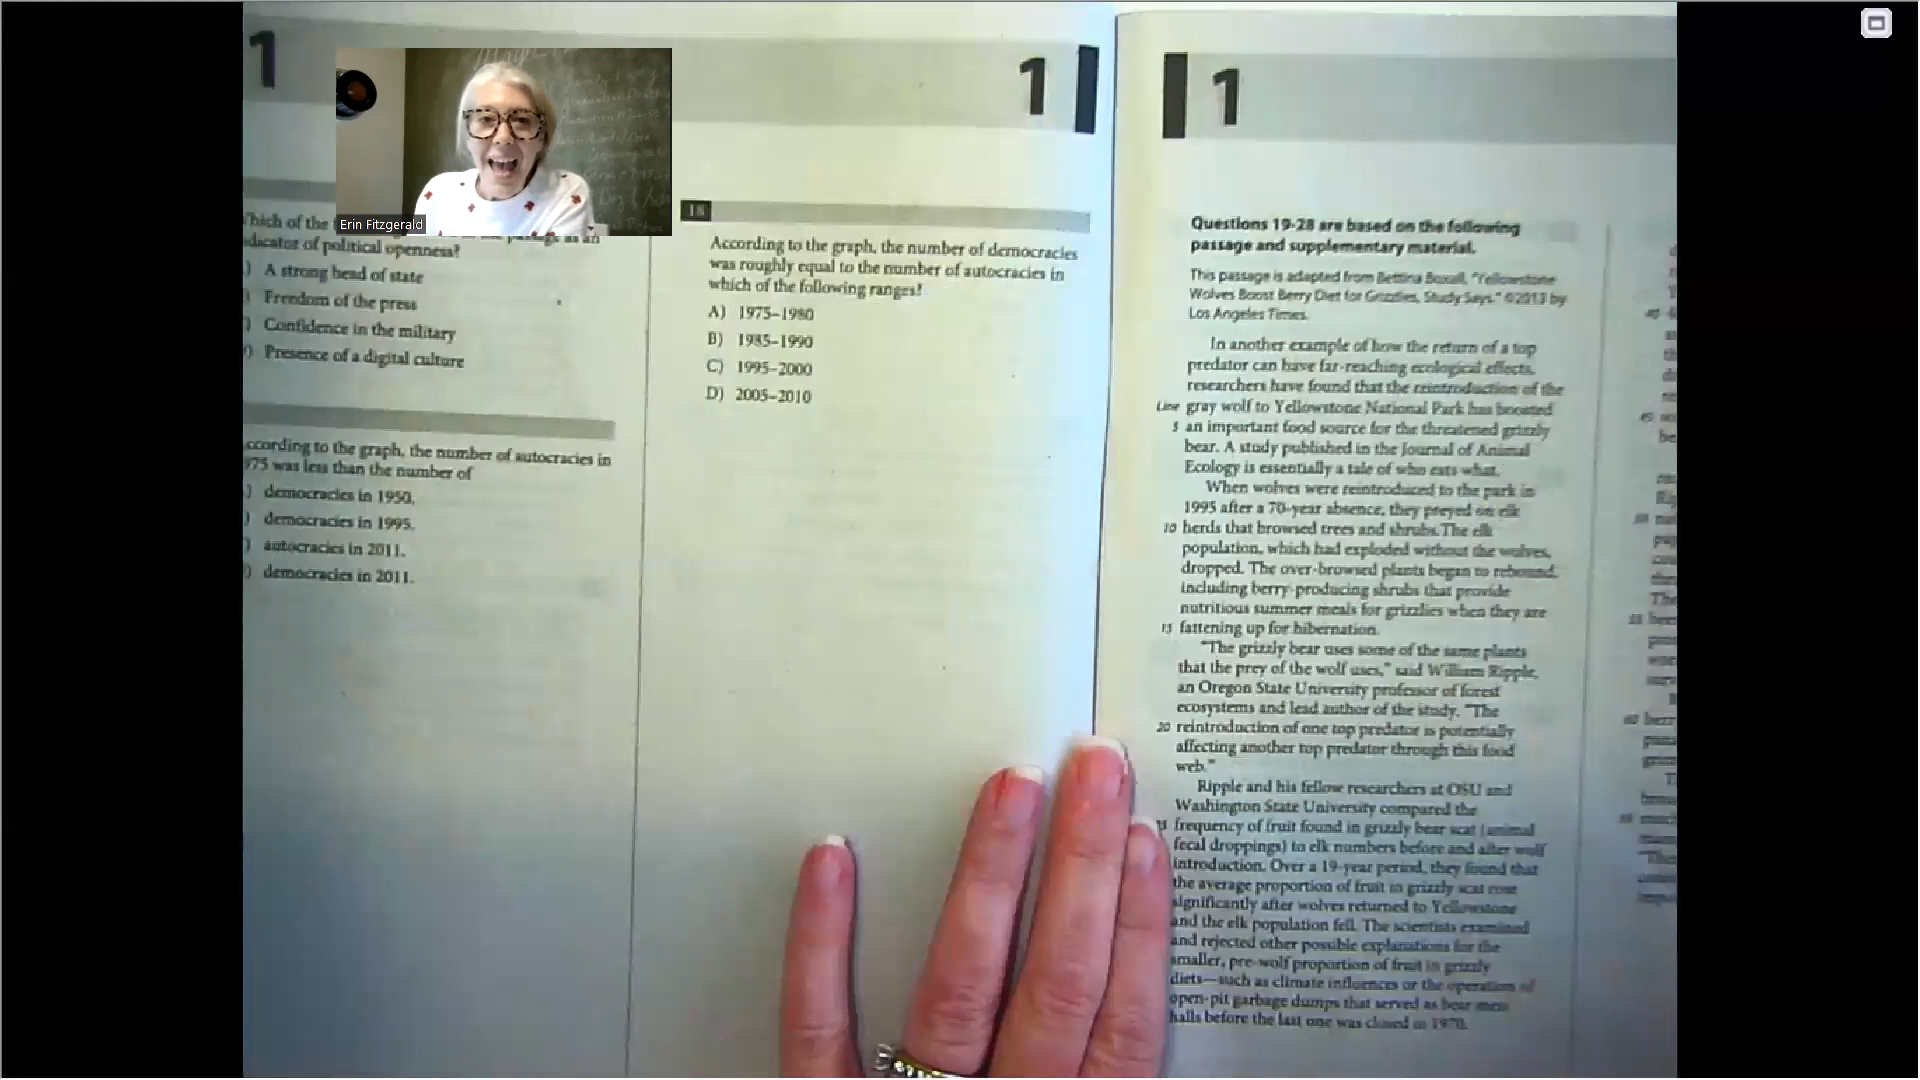 1
1
1
Erin Fitzgerald
hich of the
passage as an
dicator of political openness?
) A strong head of state
) Freedom of the press
) Confidence in the military
) Presence of a digital culture
ccording to the graph, the number of autocracies in
975 was less than the number of
) democracies in 1950.
) democracies in 1995.
) autocracies in 2011.
) democracies in 2011.
18
According to the graph, the number of democracies
was roughly equal to the number of autocracies in
which of the following ranges?
A) 1975–1980
B) 1985–1990
C) 1995–2000
D) 2005–2010
Questions 19-28 are based on the following
passage and supplementary material.
This passage is adapted from Bettina Boxall, "Yellowstone
Wolves Boost Berry Diet for Grizzlies, Study Says." ©2013 by
Los Angeles Times.
In another example of how the return of a top
predator can have far-reaching ecological effects,
researchers have found that the reintroduction of the
Line gray wolf to Yellowstone National Park has boosted
5 an important food source for the threatened grizzly
bear. A study published in the Journal of Animal
Ecology is essentially a tale of who eats what.
When wolves were reintroduced to the park in
1995 after a 70-year absence, they preyed on elk
10 herds that browsed trees and shrubs. The elk
population, which had exploded without the wolves,
dropped. The over-browsed plants began to rebound,
including berry-producing shrubs that provide
nutritious summer meals for grizzlies when they are
15 fattening up for hibernation.
"The grizzly bear uses some of the same plants
that the prey of the wolf uses," said William Ripple,
an Oregon State University professor of forest
ecosystems and lead author of the study. "The
20 reintroduction of one top predator is potentially
affecting another top predator through this food
web."
Ripple and his fellow researchers at OSU and
Washington State University compared the
frequency of fruit found in grizzly bear scat (animal
fecal droppings) to elk numbers before and after wolf
introduction. Over a 19-year period, they found that
the average proportion of fruit in grizzly scat rose
significantly after wolves returned to Yellowstone
and the elk population fell. The scientists examined
and rejected other possible explanations for the
smaller, pre-wolf proportion of fruit in grizzly
diets—such as climate influences or the operation of
open-pit garbage dumps that served as bear mess
halls before the last one was closed in 1970.